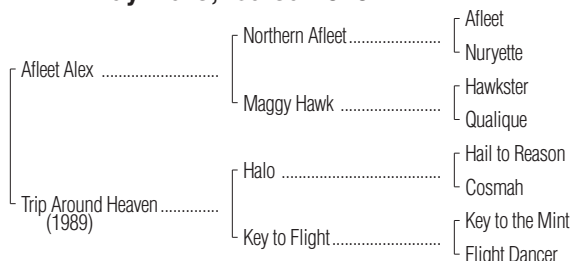 Afleet
Northern Afleet
Nuryette
Afleet Alex
Hawkster
Maggy Hawk
Qualique
Hail to Reason
Halo
Cosmah
Trip Around Heaven
(1989)
Key to the Mint
Key to Flight
Flight Dancer